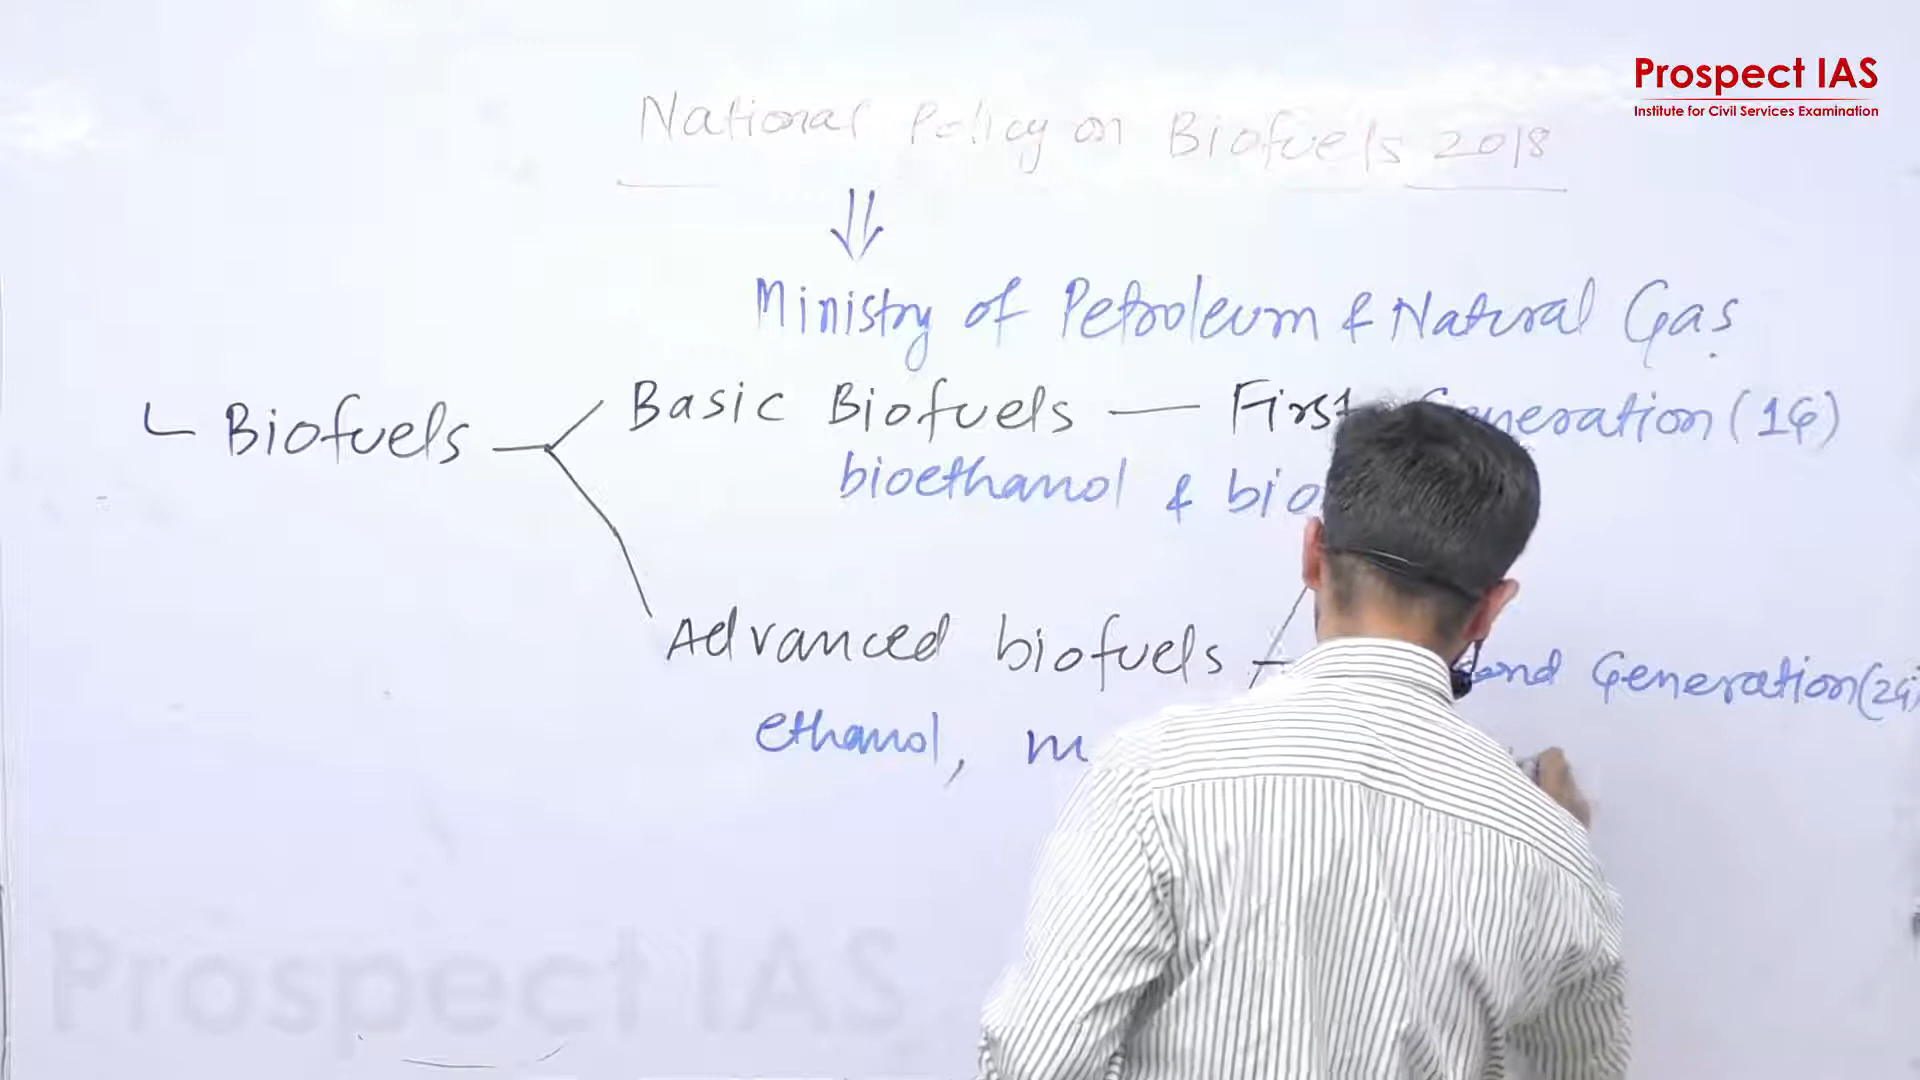 Prospect IAS
Institute for Civil Services Examination
National Policy on Biofuels 2018
Ministry of Petroleum & Natural Gas
Biofuels
Basic Biofuels — First Generation (1G)
bioethanol &
Advanced biofuels - Generation (2G)
ethanol,
Prospect IAS